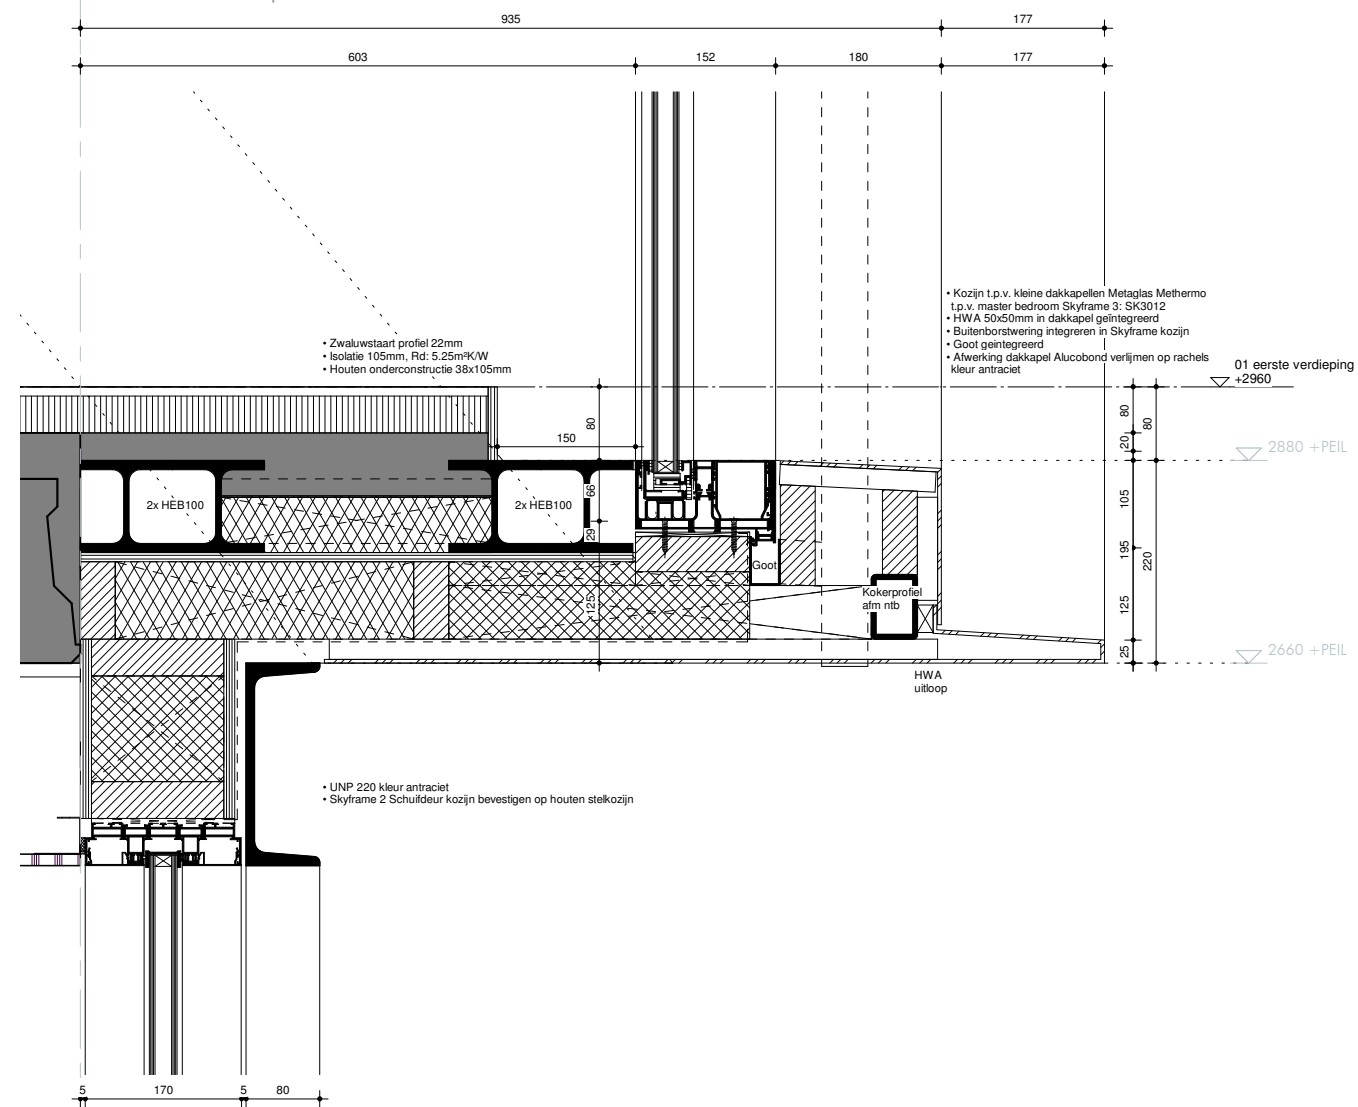 935
177
603
152
180
177
• Kozijn t.p.v. kleine dakkapellen Metaglas Methermo
t.p.v. master bedroom Skyframe 3: SK3012
• HWA 50x50mm in dakkapel geïntegreerd
• Buitenborstwering integreren in Skyframe kozijn
• Goot geintegreerd
• Afwerking dakkapel Alucobond verlijmen op rachels
kleur antraciet
• Zwaluwstaart profiel 22mm
• Isolatie 105mm, Rd: 5.25m²K/W
• Houten onderconstructie 38x105mm
01 eerste verdieping
+2960
80
150
80
80
20
2880 +PEIL
2x HEB100
2x HEB100
66
29
125
105
195
220
125
25
Goot
Kokerprofiel
afm ntb
2660 +PEIL
HWA
uitloop
• UNP 220 kleur antraciet
• Skyframe 2 Schuifdeur kozijn bevestigen op houten stelkozijn
5
170
5
80